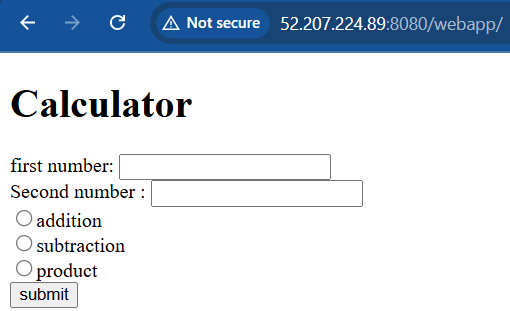 Not secure 52.207.224.89:8080/webapp/
Calculator
first number:
Second number :
addition
subtraction
product
submit